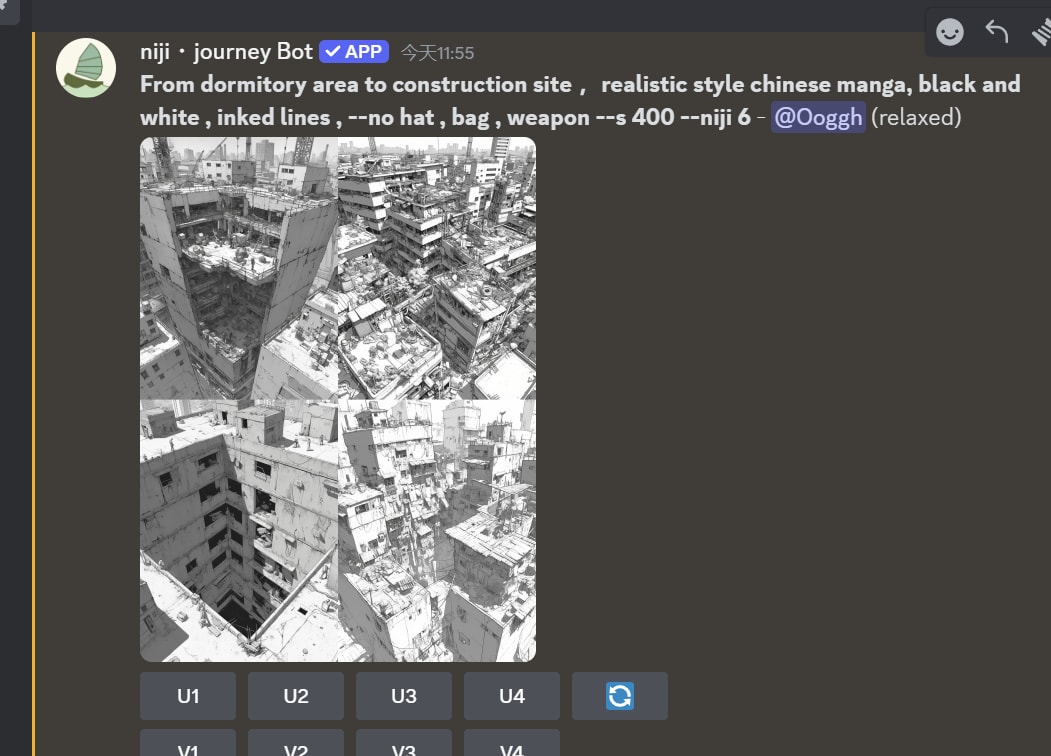 niji・journey Bot APP 今天11:55
From dormitory area to construction site ,  realistic style chinese manga, black and
white , inked lines , --no hat , bag , weapon --s 400 --niji 6 - @Ooggh (relaxed)
U1 U2 U3 U4
V1 V2 V3 V4